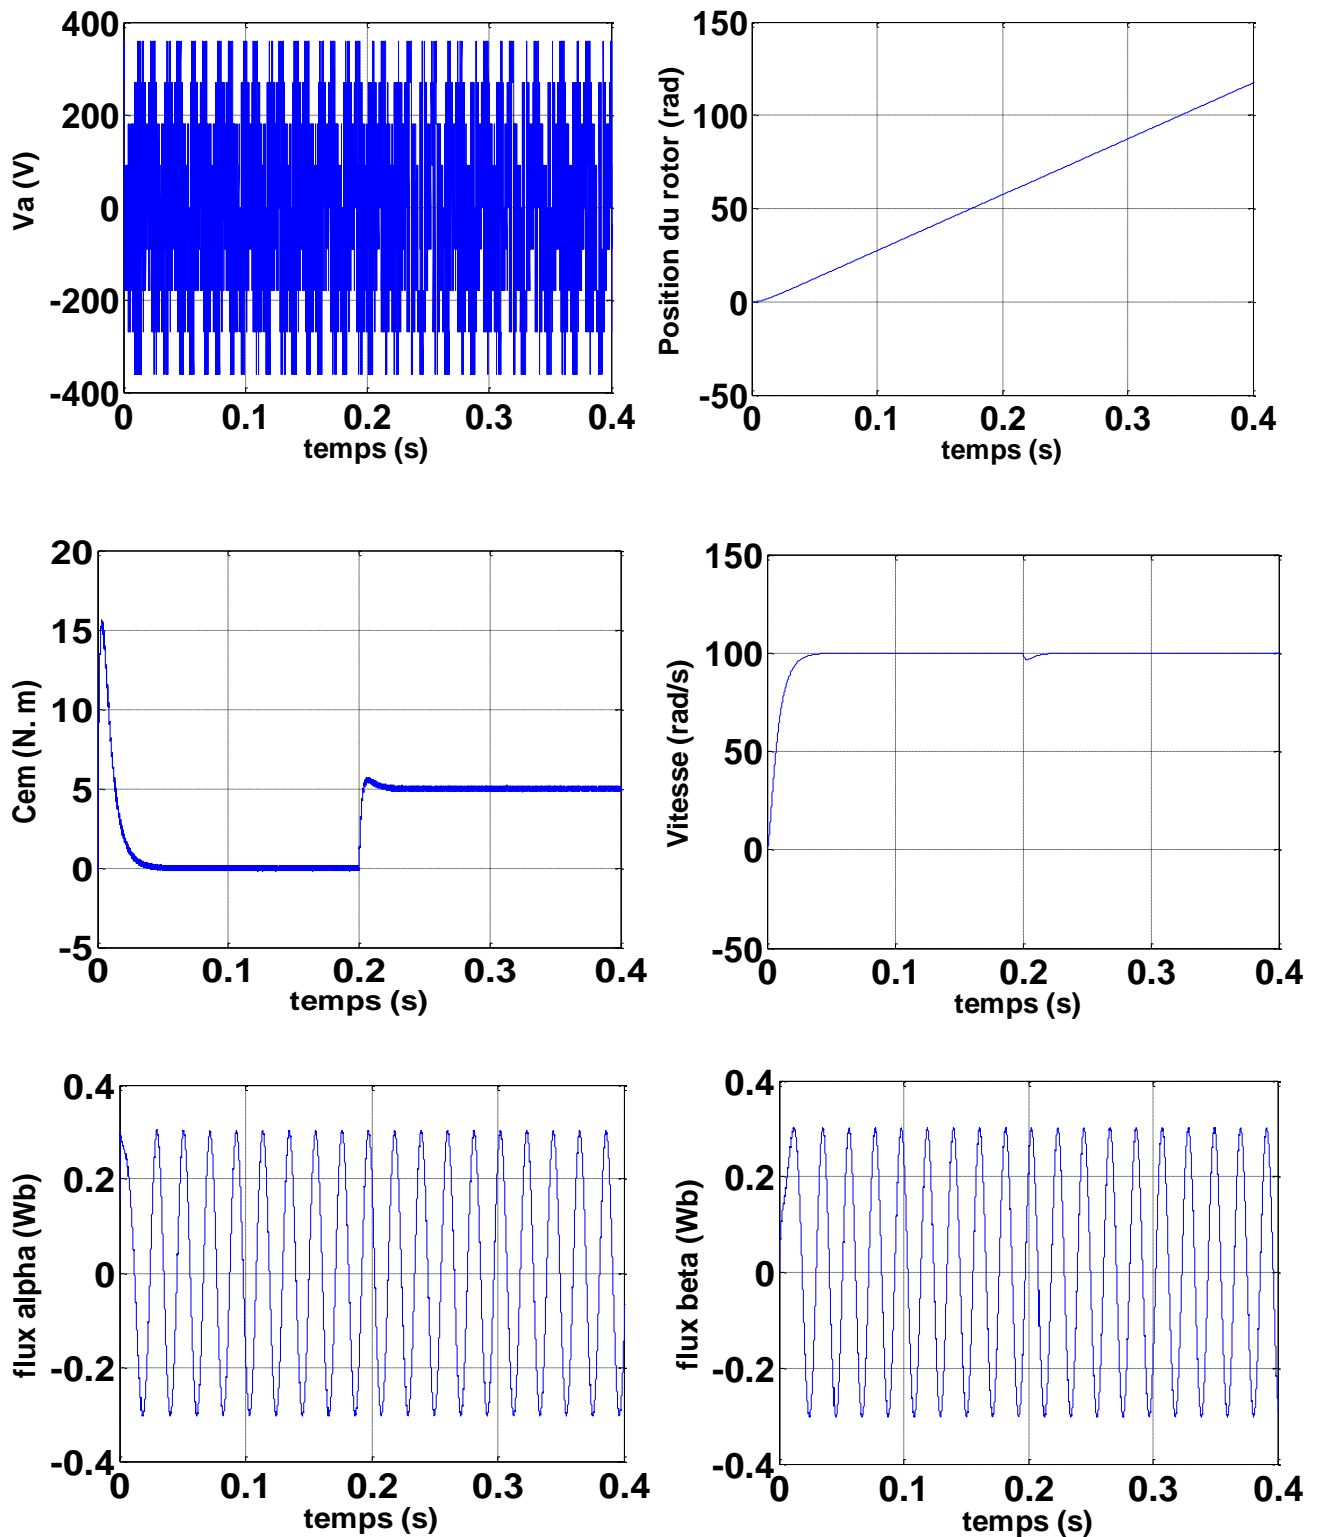 400
200
0
-200
-400
Va (V)
0 0.1 0.2 0.3 0.4
temps (s)
150
100
50
0
-50
Position du rotor (rad)
0 0.1 0.2 0.3 0.4
temps (s)
20
15
10
5
0
-5
Cem (N. m)
0 0.1 0.2 0.3 0.4
temps (s)
150
100
50
0
-50
Vitesse (rad/s)
0 0.1 0.2 0.3 0.4
temps (s)
0.4
0.2
0
-0.2
-0.4
flux alpha (Wb)
0 0.1 0.2 0.3 0.4
temps (s)
0.4
0.2
0
-0.2
-0.4
flux beta (Wb)
0 0.1 0.2 0.3 0.4
temps (s)